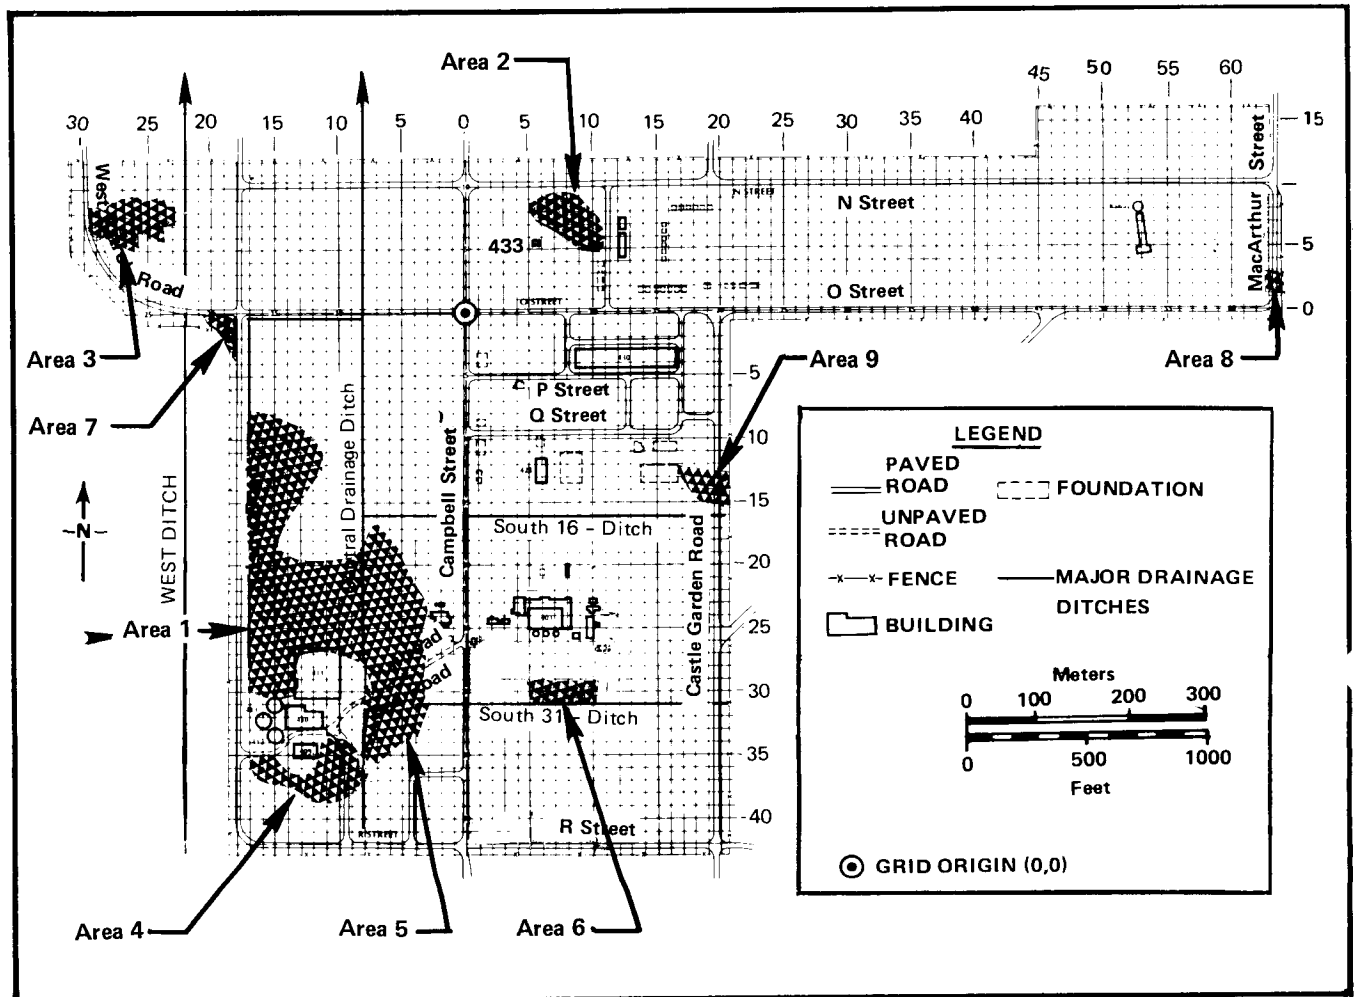 Area 2
45 50 55 60
30 25 20 15 10 5 0 5 10 15 20 25 30 35 40
15
West
Road
N STREET
N Street
433
5
MacArthur Street
O STREET
O Street
0
Area 3
Area 7
Area 9
Area 8
5
P Street
Q Street
10
15
N
WEST DITCH
Drainage Ditch
Campbell Street
South 16 - Ditch
Castle Garden Road
20
Area 1
25
Road
30
South 31 - Ditch
35
40
R STREET
R Street
Area 4
Area 5
Area 6
LEGEND
PAVED
ROAD
FOUNDATION
UNPAVED
ROAD
FENCE
MAJOR DRAINAGE
DITCHES
BUILDING
Meters
0 100 200 300
0 500 1000
Feet
GRID ORIGIN (0,0)